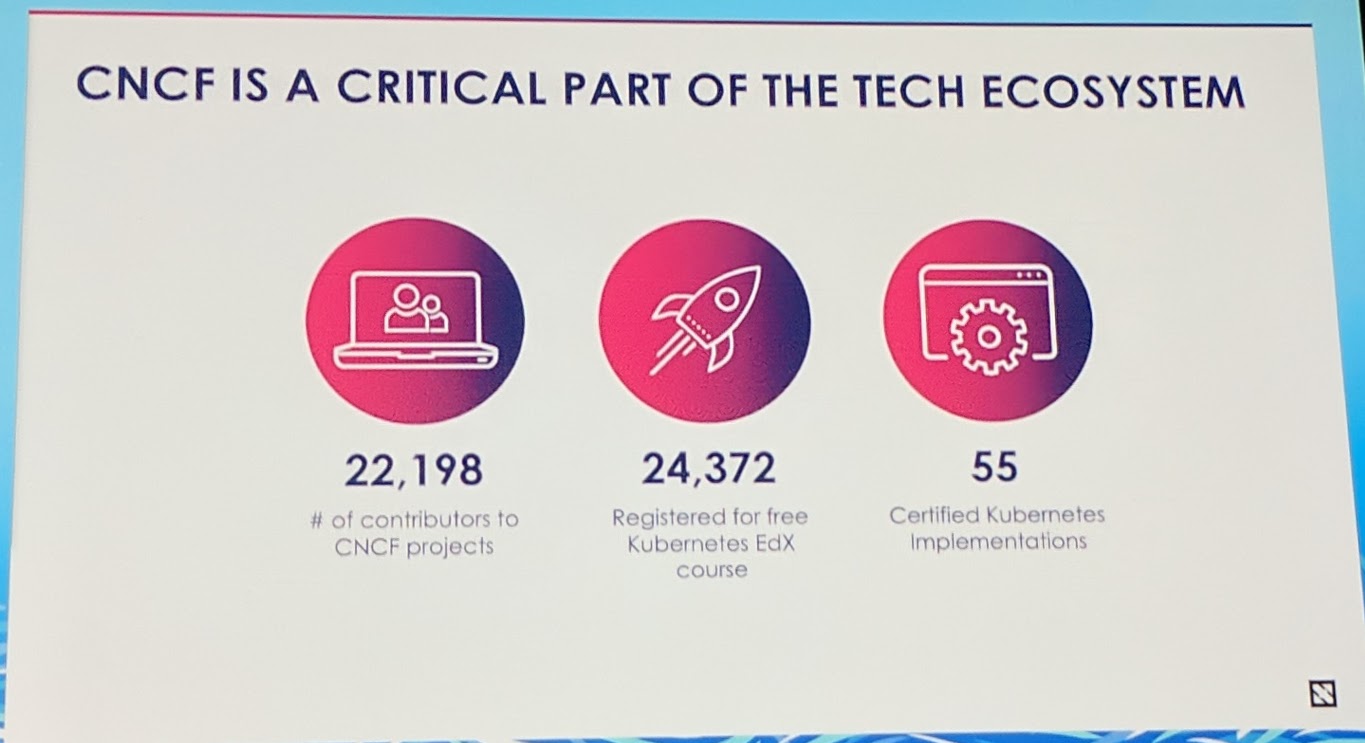 CNCF IS A CRITICAL PART OF THE TECH ECOSYSTEM
22,198
# of contributors to
CNCF projects
24,372
Registered for free
Kubernetes EdX
course
55
Certified Kubernetes
Implementations